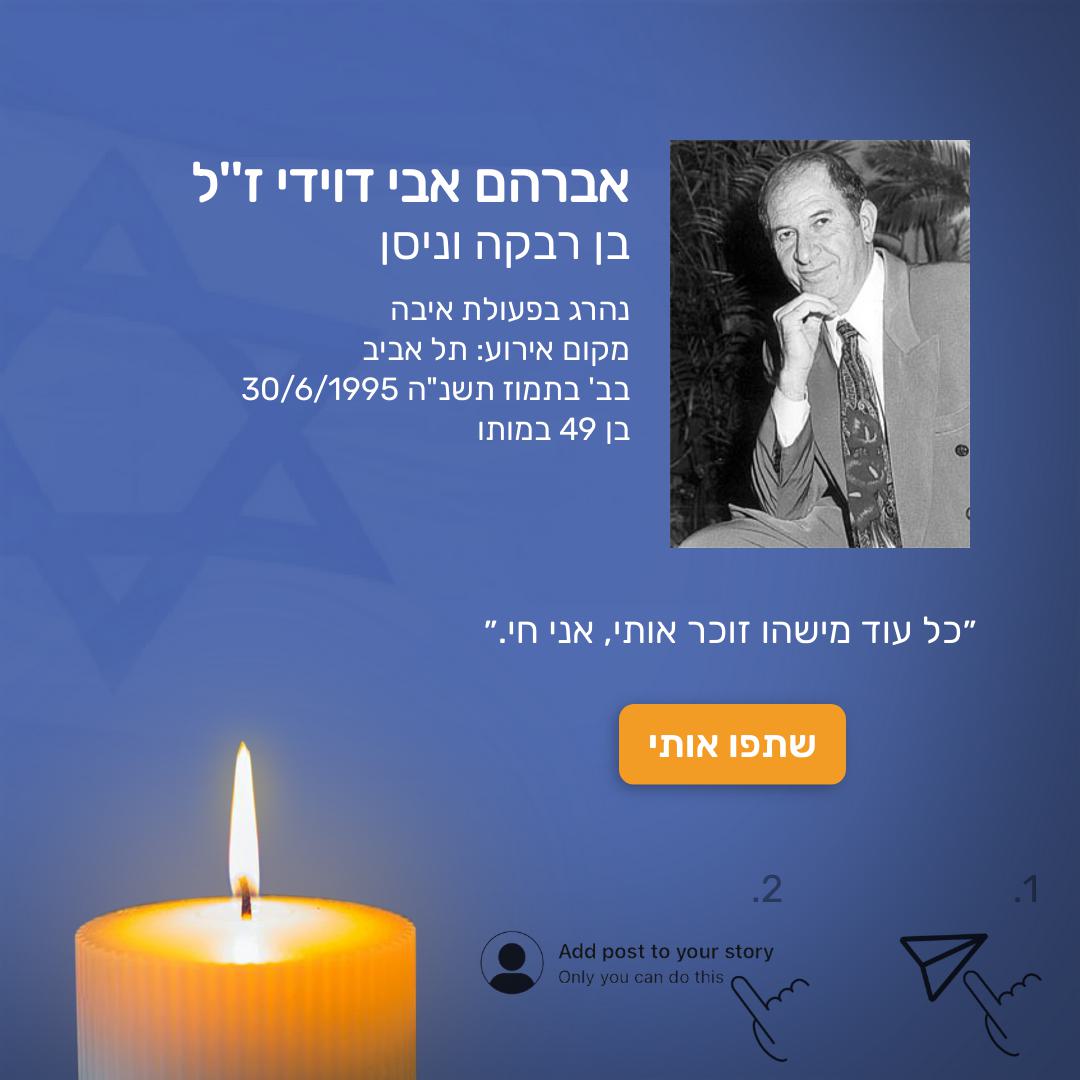 אברהם אבי דוידי ז''ל
בן רבקה וניסן
נהרג בפעולת איבה
מקום אירוע: תל אביב
בב' בתמוז תשנ"ה 30/6/1995
בן 49 במותו
״כל עוד מישהו זוכר אותי, אני חי.״
שתפו אותי
1.
2.
Add post to your story
Only you can do this